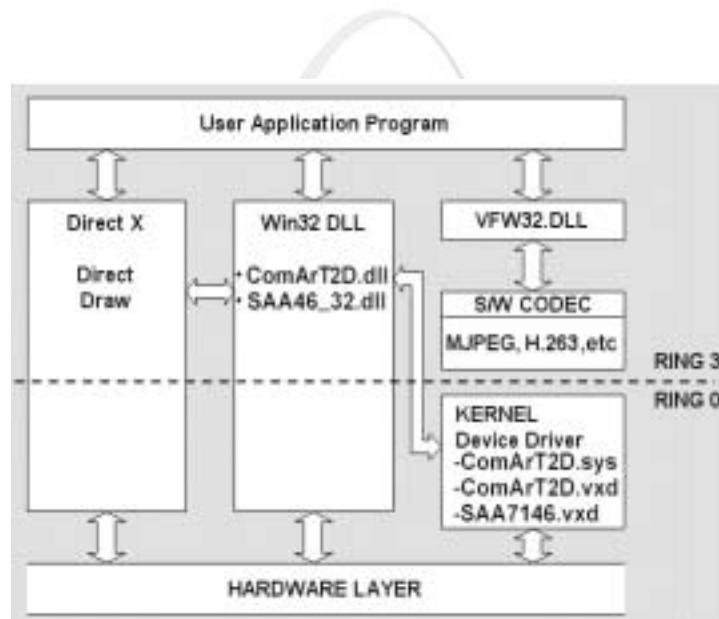 User Application Program
Direct X
Direct
Draw
Win32 DLL
• ComArT2D.dll
• SAA46_32.dll
VFW32.DLL
S/W CODEC
MJPEG, H.263,etc
RING 3
RING 0
KERNEL
Device Driver
-ComArT2D.sys
-ComArT2D.vxd
-SAA7146.vxd
HARDWARE LAYER